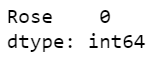 Rose    0
dtype: int64